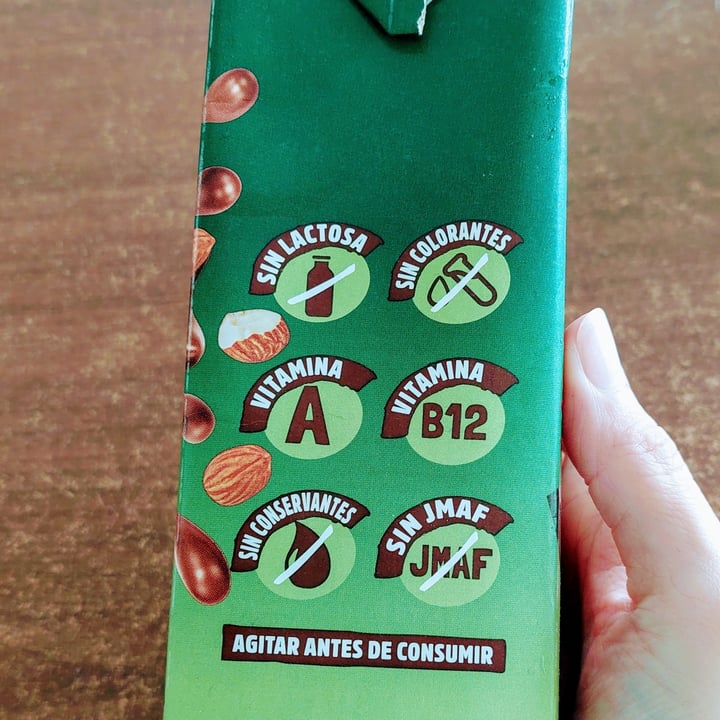 SIN LACTOSA
SIN COLORANTES
VITAMINA
A
VITAMINA
B12
SIN CONSERVANTES
SIN JMAF
JMAF
AGITAR ANTES DE CONSUMIR